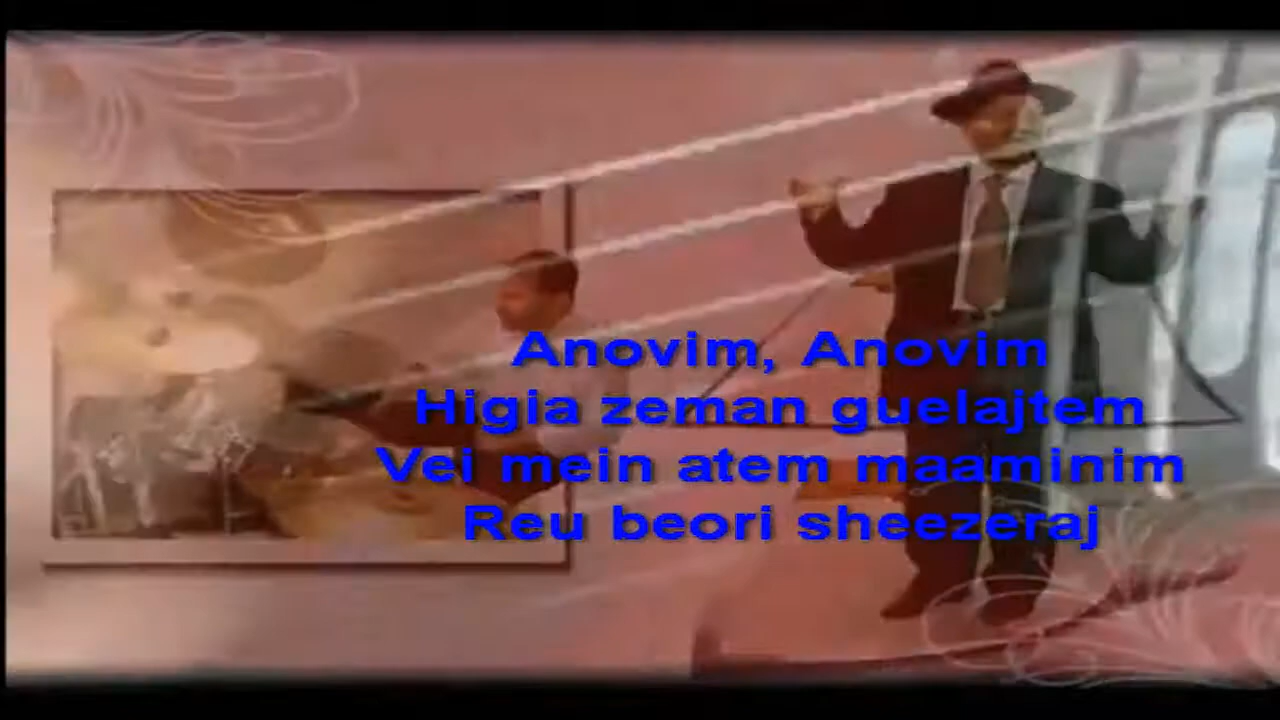 Anovim, Anovim
Higia zeman guelajtem
Vei mein atem maaminim
Reu beori sheezeraj